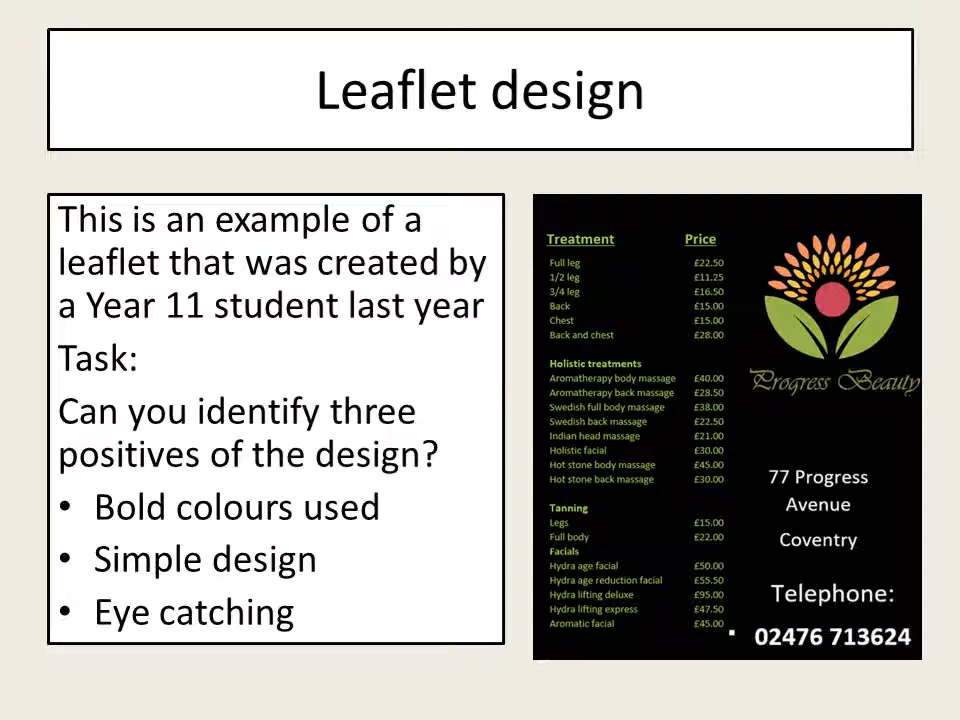 Leaflet design
This is an example of a
leaflet that was created by
a Year 11 student last year
Task:
Can you identify three
positives of the design?
• Bold colours used
• Simple design
• Eye catching
Treatment Price
Full leg £22.50
1/2 leg £11.25
3/4 leg £16.50
Back £15.00
Chest £15.00
Back and chest £28.00
Holistic treatments
Aromatherapy body massage £40.00
Aromatherapy back massage £28.50
Swedish full body massage £38.00
Swedish back massage £22.50
Indian head massage £21.00
Holistic facial £30.00
Hot stone body massage £45.00
Hot stone back massage £30.00
Tanning
Legs £15.00
Full body £22.00
Facials
Hydra age facial £50.00
Hydra age reduction facial £55.50
Hydra lifting deluxe £95.00
Hydra lifting express £47.50
Aromatic facial £45.00
Progress Beauty
77 Progress
Avenue
Coventry
Telephone:
02476 713624